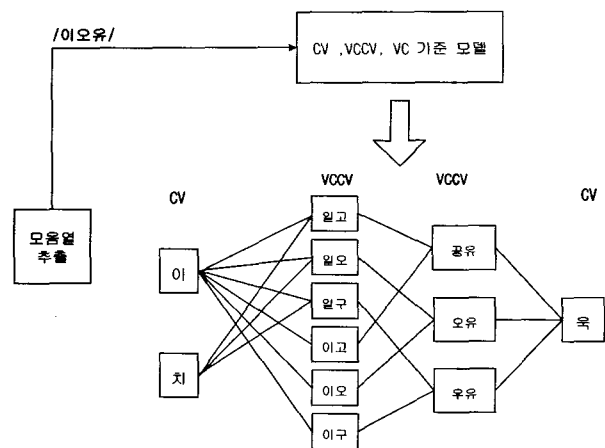 /이오유/
CV ,VCCV, VC 기준 모델
CV
VCCV
VCCV
CV
모음열
추출
이
치
일고
일오
일구
이고
이오
이구
공유
오유
우유
욱